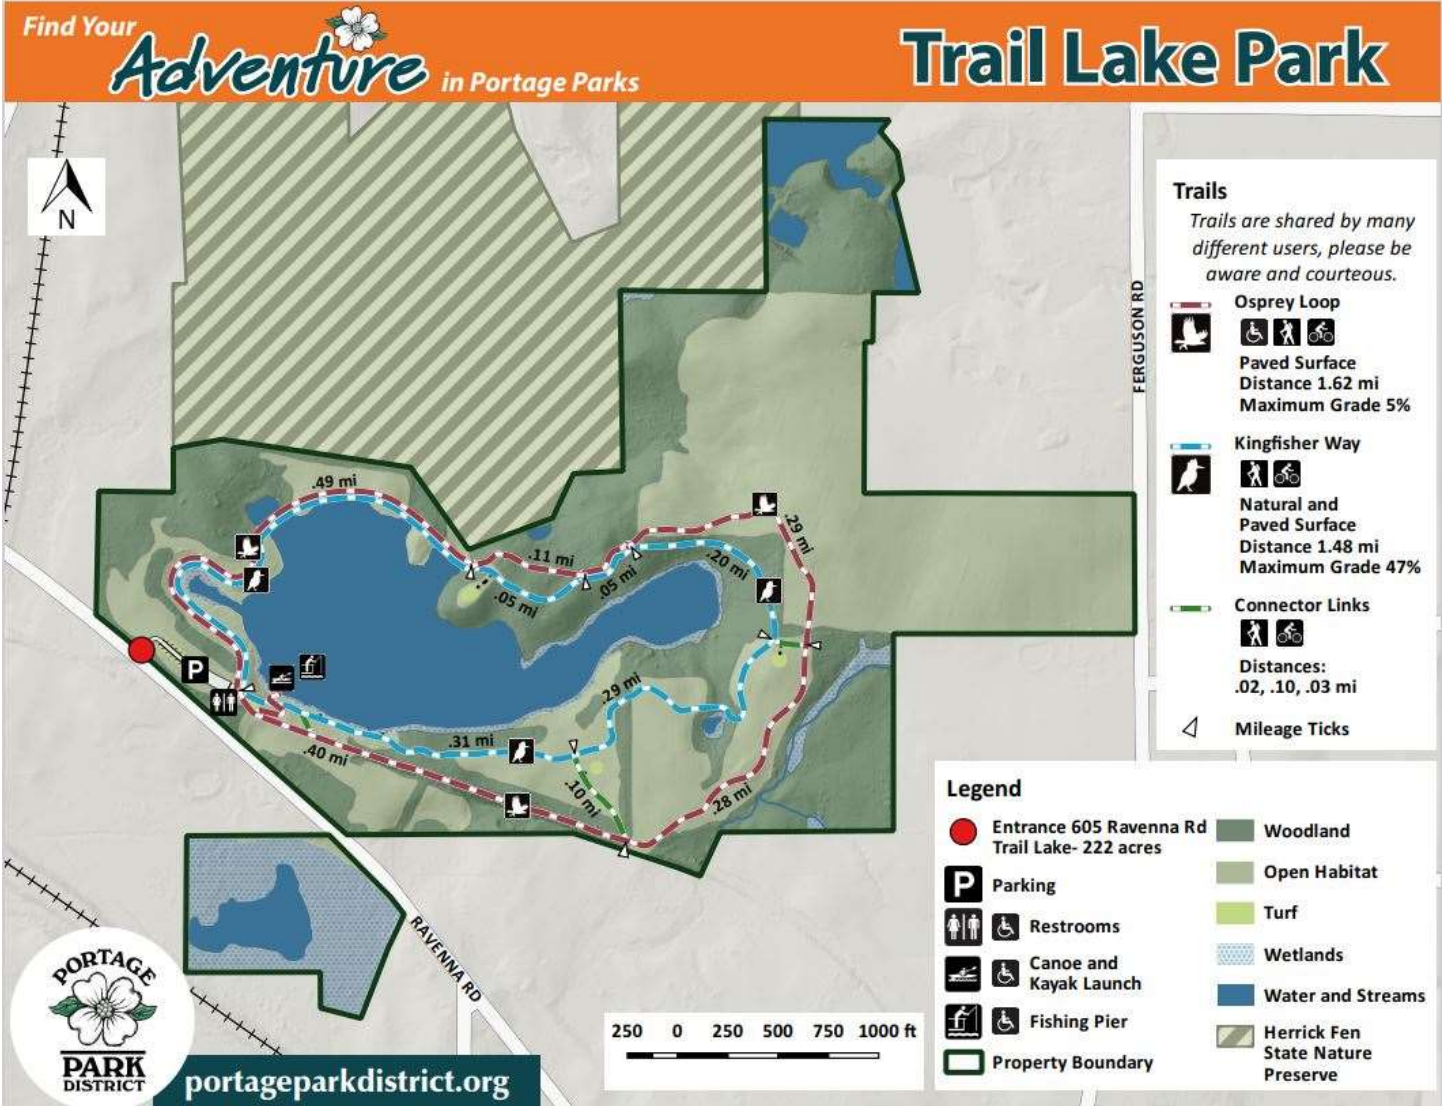 Find Your
Adventure
in Portage Parks
Trail Lake Park
N
Trails
Trails are shared by many
different users, please be
aware and courteous.
Osprey Loop
Paved Surface
Distance 1.62 mi
Maximum Grade 5%
Kingfisher Way
Natural and
Paved Surface
Distance 1.48 mi
Maximum Grade 47%
Connector Links
Distances:
.02, .10, .03 mi
Mileage Ticks
FERGUSON RD
.49 mi
.11 mi
.05 mi
.05 mi
.20 mi
.29 mi
.29 mi
.31 mi
.40 mi
.10 mi
.28 mi
P
RAVENNA RD
Legend
Entrance 605 Ravenna Rd
Trail Lake- 222 acres
P
Parking
Restrooms
Canoe and
Kayak Launch
Fishing Pier
Property Boundary
Woodland
Open Habitat
Turf
Wetlands
Water and Streams
Herrick Fen
State Nature
Preserve
250 0 250 500 750 1000 ft
PORTAGE
PARK
DISTRICT
portageparkdistrict.org